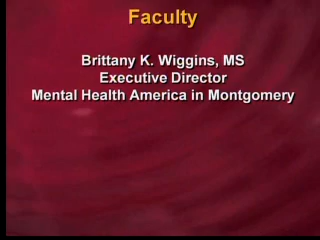 Faculty
Brittany K. Wiggins, MS
Executive Director
Mental Health America in Montgomery